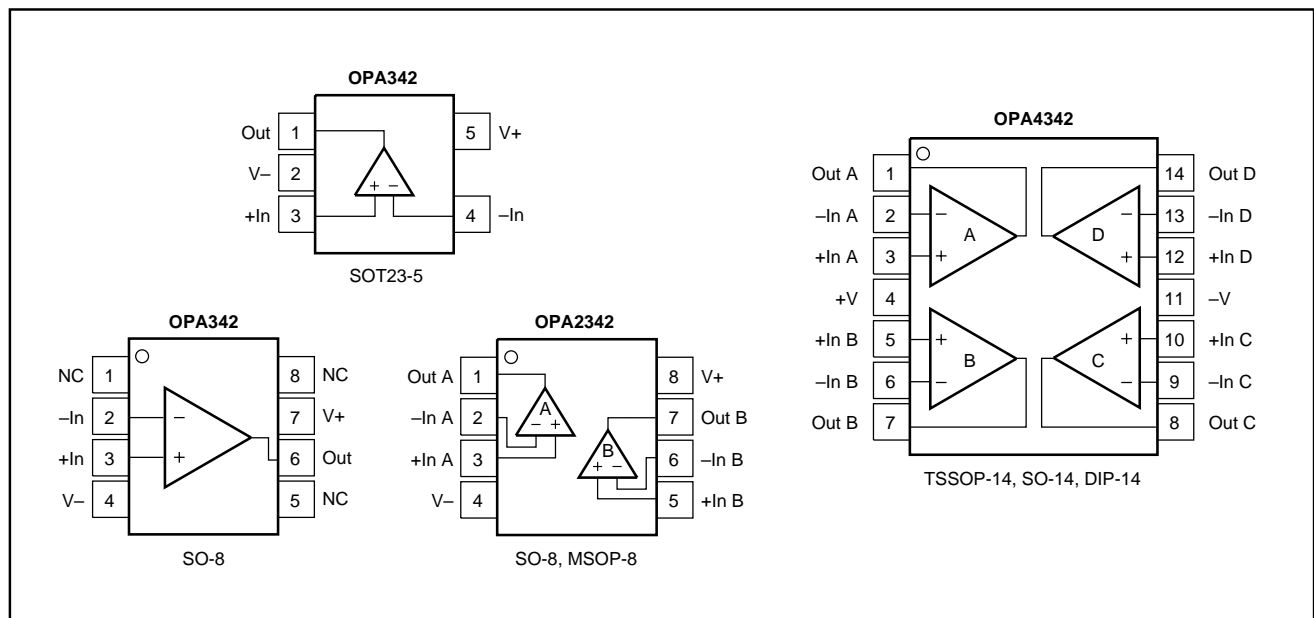 OPA342
Out 1 5 V+
V– 2
+ –
+In 3 4 –In
SOT23-5
OPA342
NC 1 8 NC
–In 2 – 7 V+
+In 3 + 6 Out
V– 4 5 NC
SO-8
OPA2342
Out A 1 8 V+
A
–In A 2 – + 7 Out B
B
+In A 3 + – 6 –In B
V– 4 5 +In B
SO-8, MSOP-8
OPA4342
Out A 1 14 Out D
–In A 2 – – 13 –In D
A D
+In A 3 + + 12 +In D
+V 4 11 –V
+In B 5 + + 10 +In C
B C
–In B 6 – – 9 –In C
Out B 7 8 Out C
TSSOP-14, SO-14, DIP-14